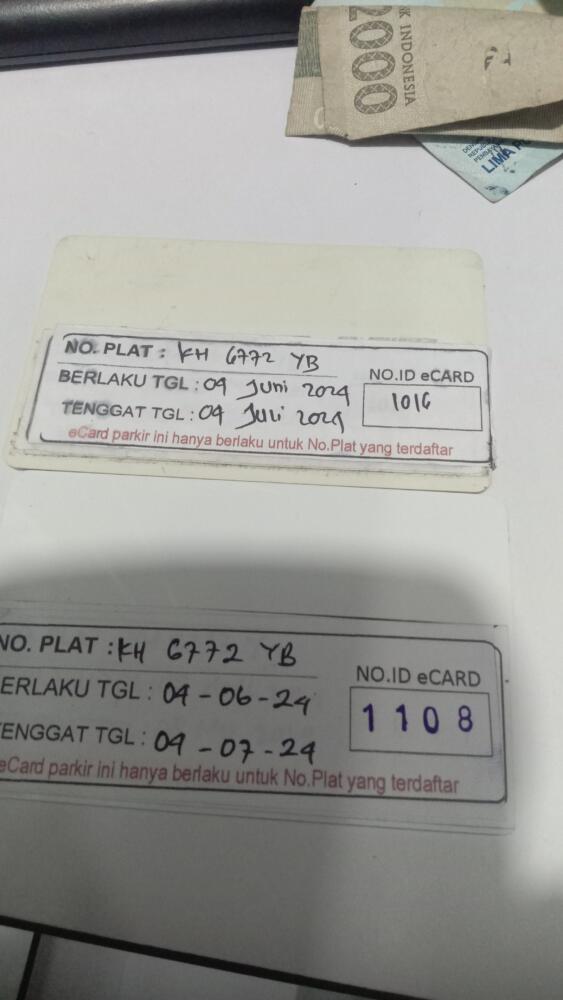 BANK INDONESIA
2000
LIMA
NO. PLAT : KH 6772 YB
BERLAKU TGL : 04 Juni 2024
TENGGAT TGL : 04 Juli 2024
NO.ID eCARD
1016
eCard parkir ini hanya berlaku untuk No.Plat yang terdaftar
NO. PLAT : KH 6772 YB
ERLAKU TGL : 04-06-24
ENGGAT TGL : 04-07-24
NO.ID eCARD
1108
eCard parkir ini hanya berlaku untuk No.Plat yang terdaftar